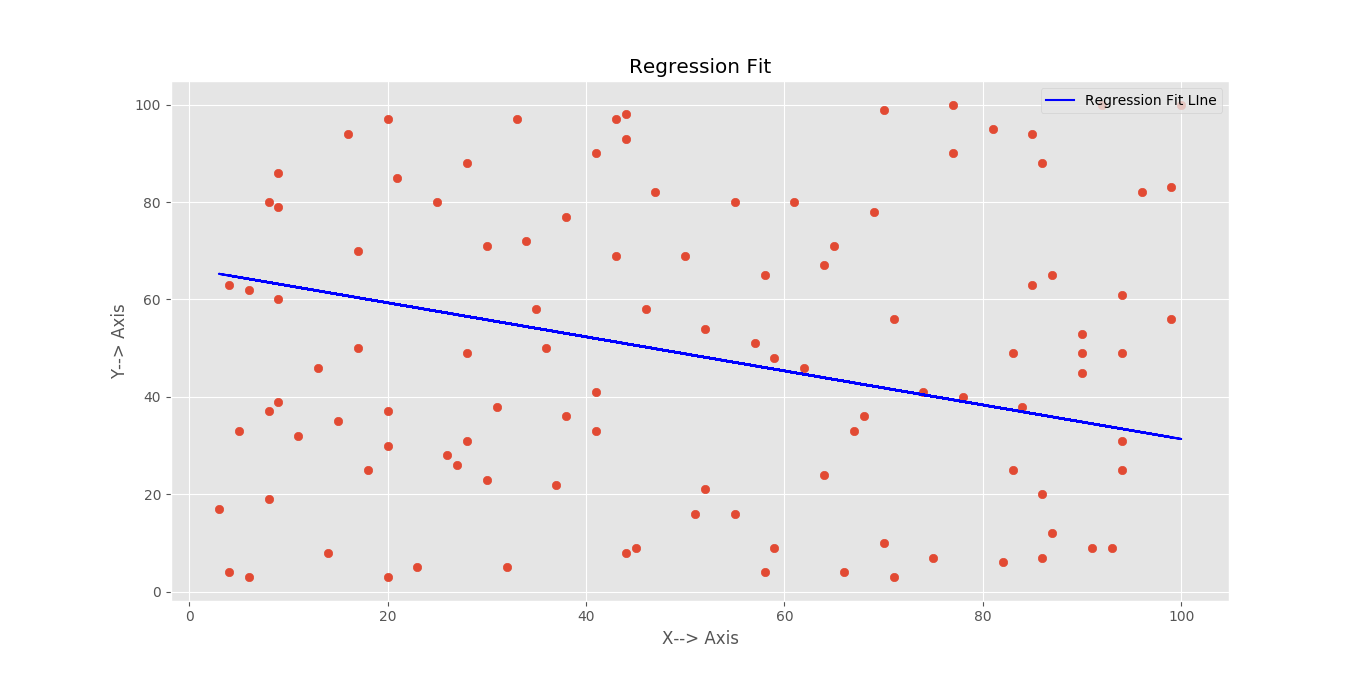 Regression Fit
Regression Fit LIne
100
80
60
40
20
0
Y--> Axis
0 20 40 60 80 100
X--> Axis